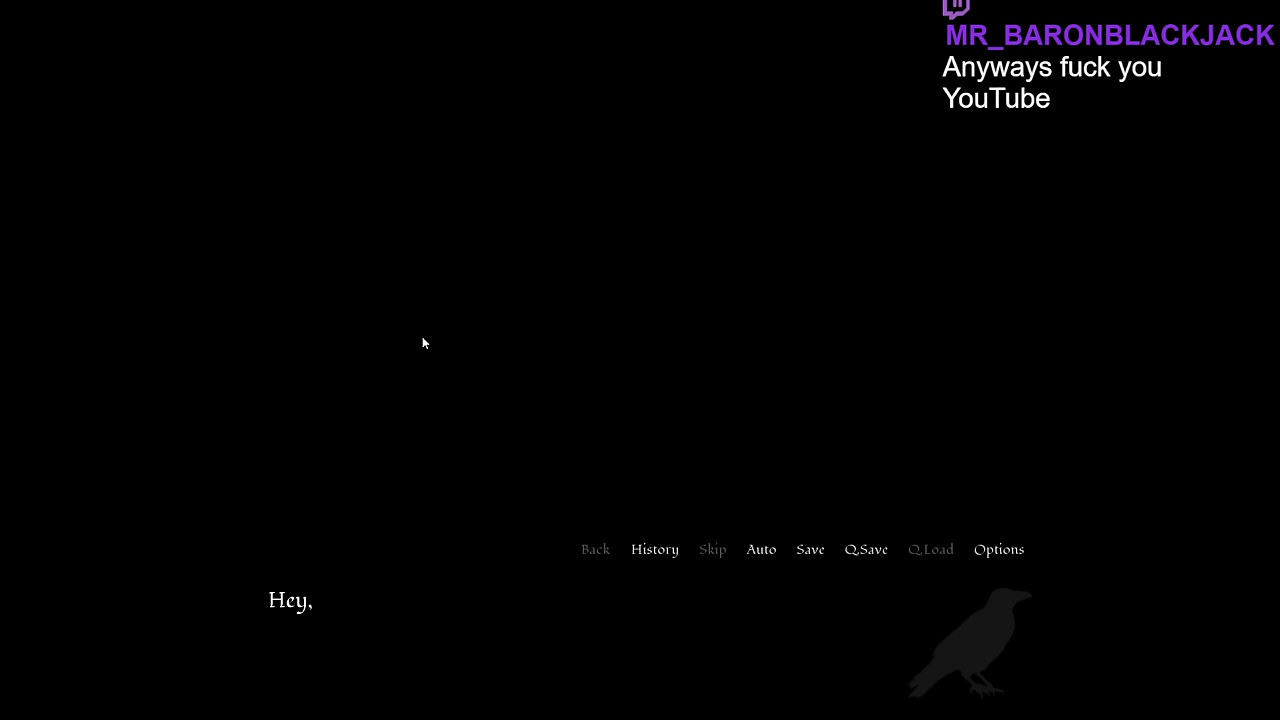 MR_BARONBLACKJACK
Anyways fuck you
YouTube
Back History Skip Auto Save Q.Save Q.Load Options
Hey,